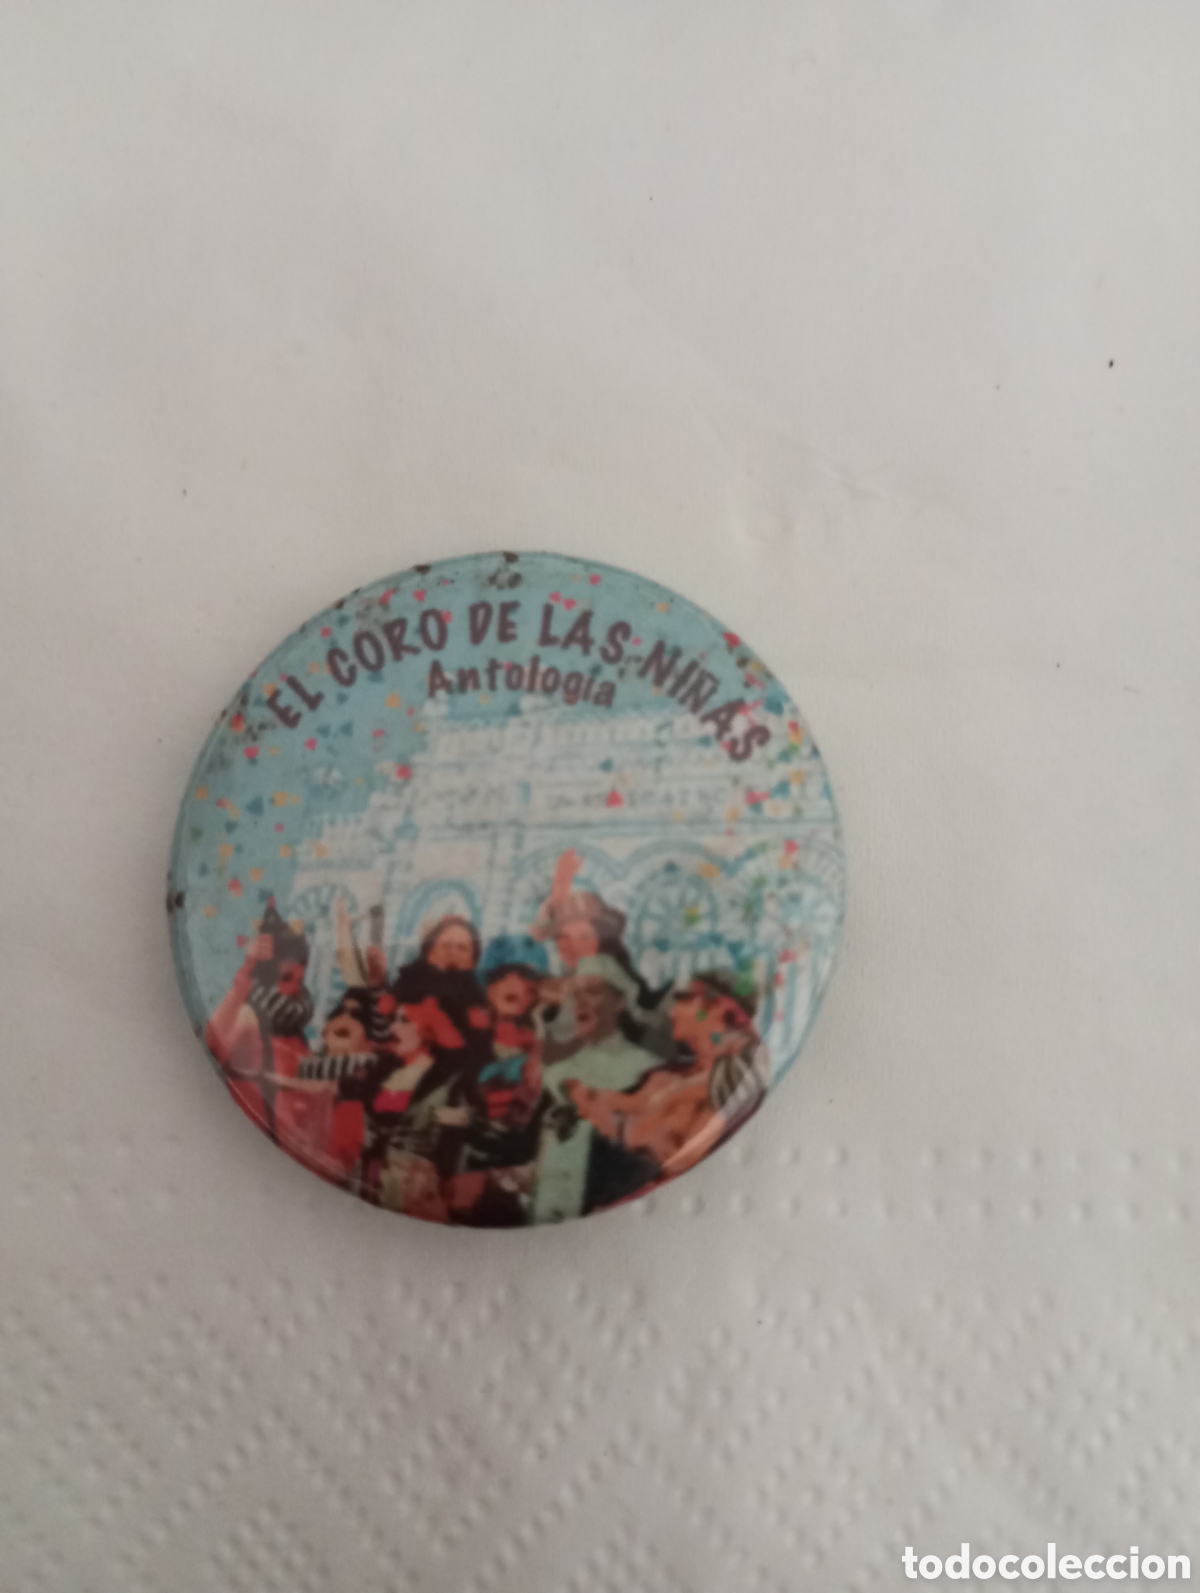 EL CORO DE LAS NIÑAS
Antología
todocoleccion